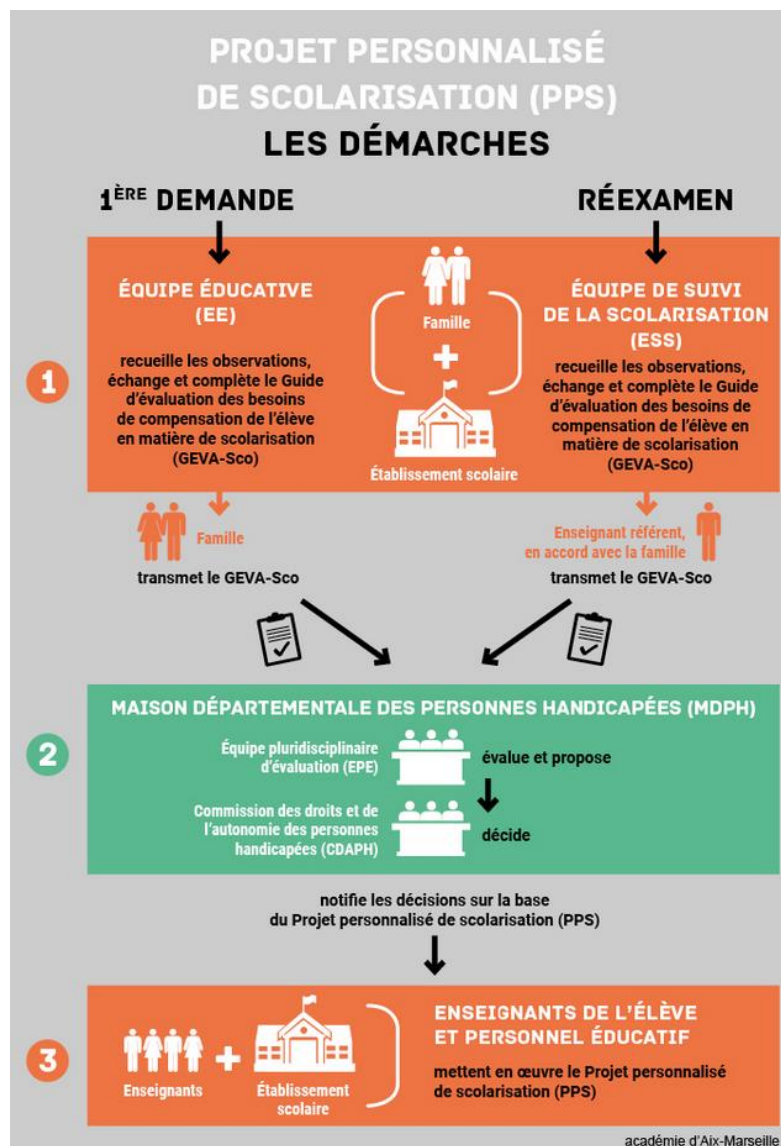 PROJET PERSONNALISÉ
DE SCOLARISATION (PPS)
LES DÉMARCHES
1ÈRE DEMANDE
RÉEXAMEN
1
ÉQUIPE ÉDUCATIVE
(EE)
recueille les observations,
échange et complète le Guide
d'évaluation des besoins
de compensation de l'élève
en matière de scolarisation
(GEVA-Sco)
Famille
+
Établissement scolaire
ÉQUIPE DE SUIVI
DE LA SCOLARISATION
(ESS)
recueille les observations,
échange et complète le Guide
d'évaluation des besoins de
compensation de l'élève en
matière de scolarisation
(GEVA-Sco)
Famille
transmet le GEVA-Sco
Enseignant référent,
en accord avec la famille
transmet le GEVA-Sco
2
MAISON DÉPARTEMENTALE DES PERSONNES HANDICAPÉES (MDPH)
Équipe pluridisciplinaire
d'évaluation (EPE)
évalue et propose
Commission des droits et de
l'autonomie des personnes
handicapées (CDAPH)
décide
notifie les décisions sur la base
du Projet personnalisé de scolarisation (PPS)
3
Enseignants
+
Établissement
scolaire
ENSEIGNANTS DE L'ÉLÈVE
ET PERSONNEL ÉDUCATIF
mettent en œuvre le Projet personnalisé
de scolarisation (PPS)
académie d'Aix-Marseille